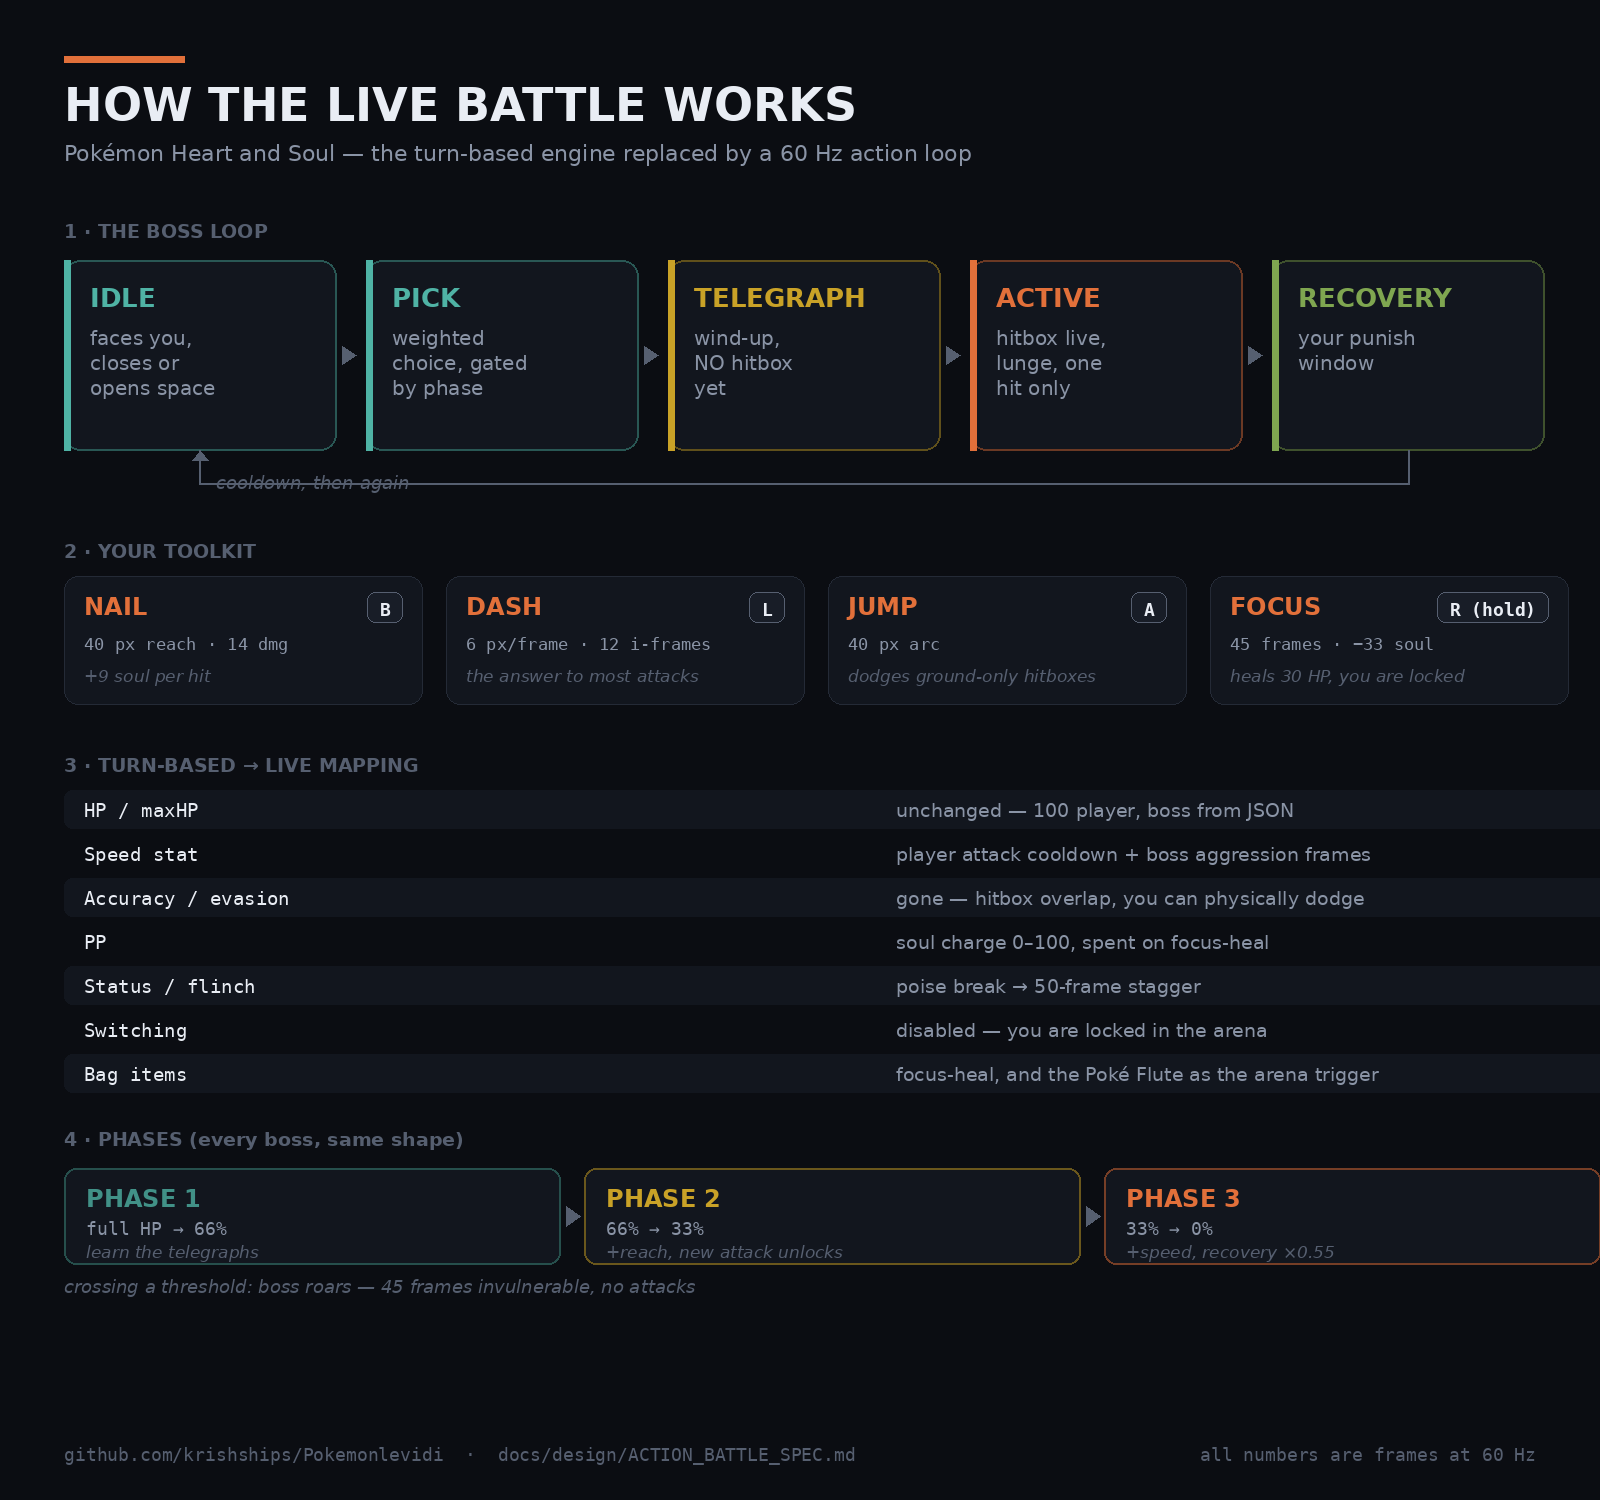 HOW THE LIVE BATTLE WORKS
Pokémon Heart and Soul — the turn-based engine replaced by a 60 Hz action loop
1 · THE BOSS LOOP
IDLE
faces you,
closes or
opens space
PICK
weighted
choice, gated
by phase
TELEGRAPH
wind-up,
NO hitbox
yet
ACTIVE
hitbox live,
lunge, one
hit only
RECOVERY
your punish
window
cooldown, then again
2 · YOUR TOOLKIT
NAIL B
40 px reach · 14 dmg
+9 soul per hit
DASH L
6 px/frame · 12 i-frames
the answer to most attacks
JUMP A
40 px arc
dodges ground-only hitboxes
FOCUS R (hold)
45 frames · −33 soul
heals 30 HP, you are locked
3 · TURN-BASED → LIVE MAPPING
HP / maxHP unchanged — 100 player, boss from JSON
Speed stat player attack cooldown + boss aggression frames
Accuracy / evasion gone — hitbox overlap, you can physically dodge
PP soul charge 0–100, spent on focus-heal
Status / flinch poise break → 50-frame stagger
Switching disabled — you are locked in the arena
Bag items focus-heal, and the Poké Flute as the arena trigger
4 · PHASES (every boss, same shape)
PHASE 1
full HP → 66%
learn the telegraphs
PHASE 2
66% → 33%
+reach, new attack unlocks
PHASE 3
33% → 0%
+speed, recovery ×0.55
crossing a threshold: boss roars — 45 frames invulnerable, no attacks
github.com/krishships/Pokemonlevidi · docs/design/ACTION_BATTLE_SPEC.md
all numbers are frames at 60 Hz